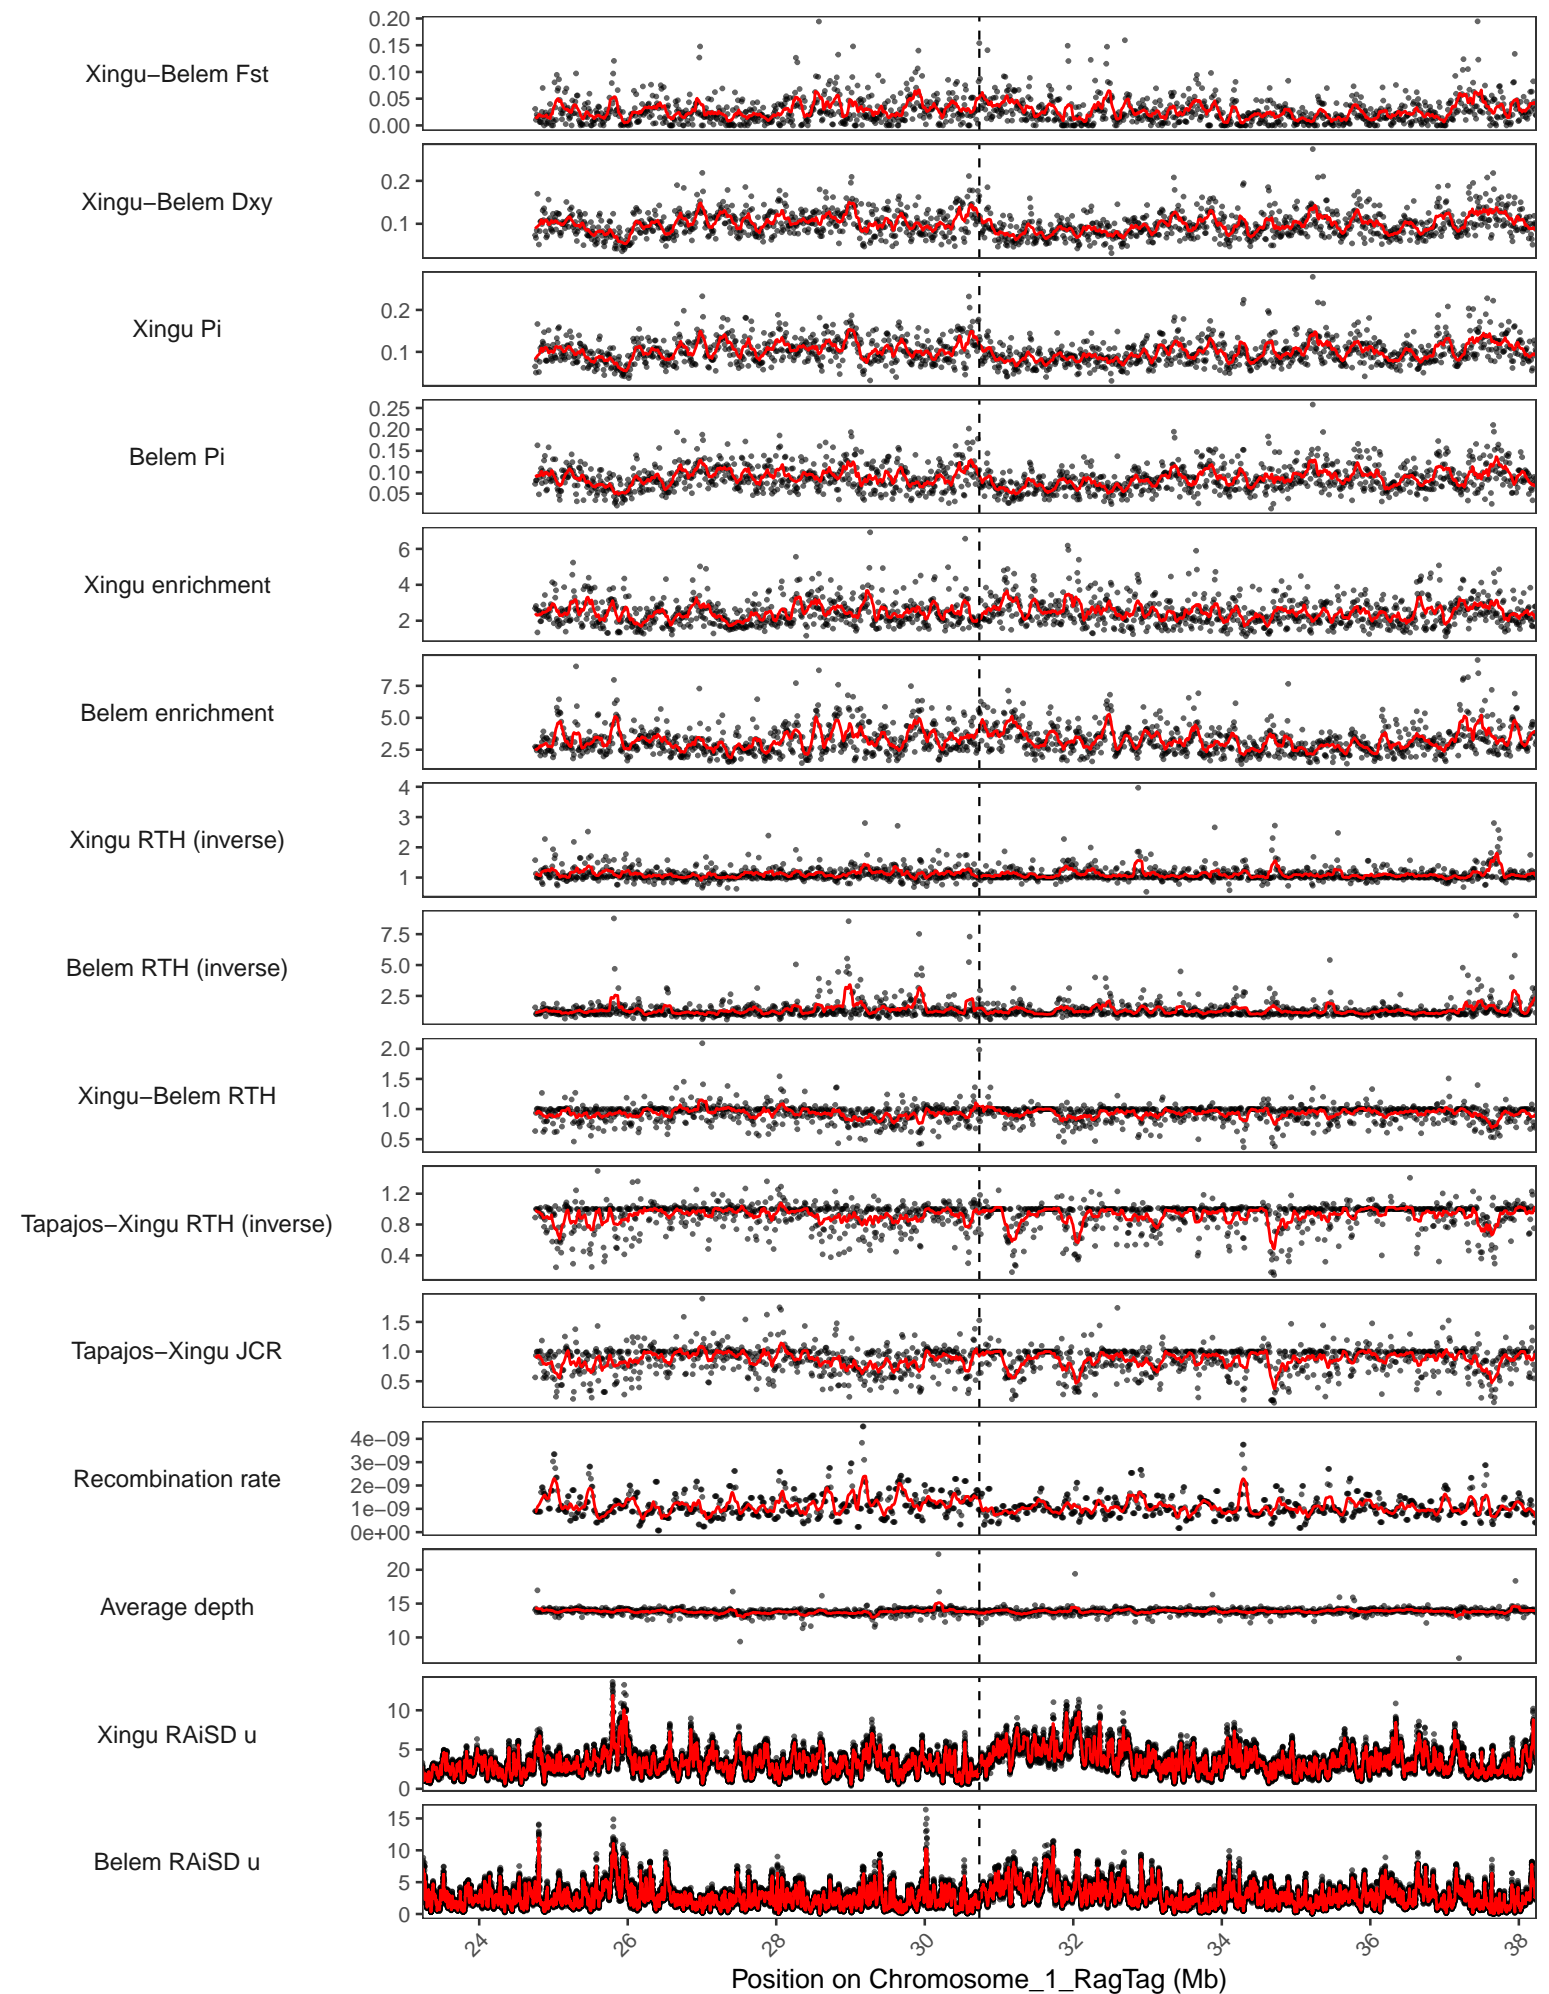 Xingu−Belem Fst
0.20
0.15
0.10
0.05
0.00
Xingu−Belem Dxy
0.2
0.1
Xingu Pi
0.2
0.1
Belem Pi
0.25
0.20
0.15
0.10
0.05
Xingu enrichment
6
4
2
Belem enrichment
7.5
5.0
2.5
Xingu RTH (inverse)
4
3
2
1
Belem RTH (inverse)
7.5
5.0
2.5
Xingu−Belem RTH
2.0
1.5
1.0
0.5
Tapajos−Xingu RTH (inverse)
1.2
0.8
0.4
Tapajos−Xingu JCR
1.5
1.0
0.5
Recombination rate
4e−09
3e−09
2e−09
1e−09
0e+00
Average depth
20
15
10
Xingu RAiSD u
10
5
0
Belem RAiSD u
15
10
5
0
24 26 28 30 32 34 36 38
Position on Chromosome_1_RagTag (Mb)